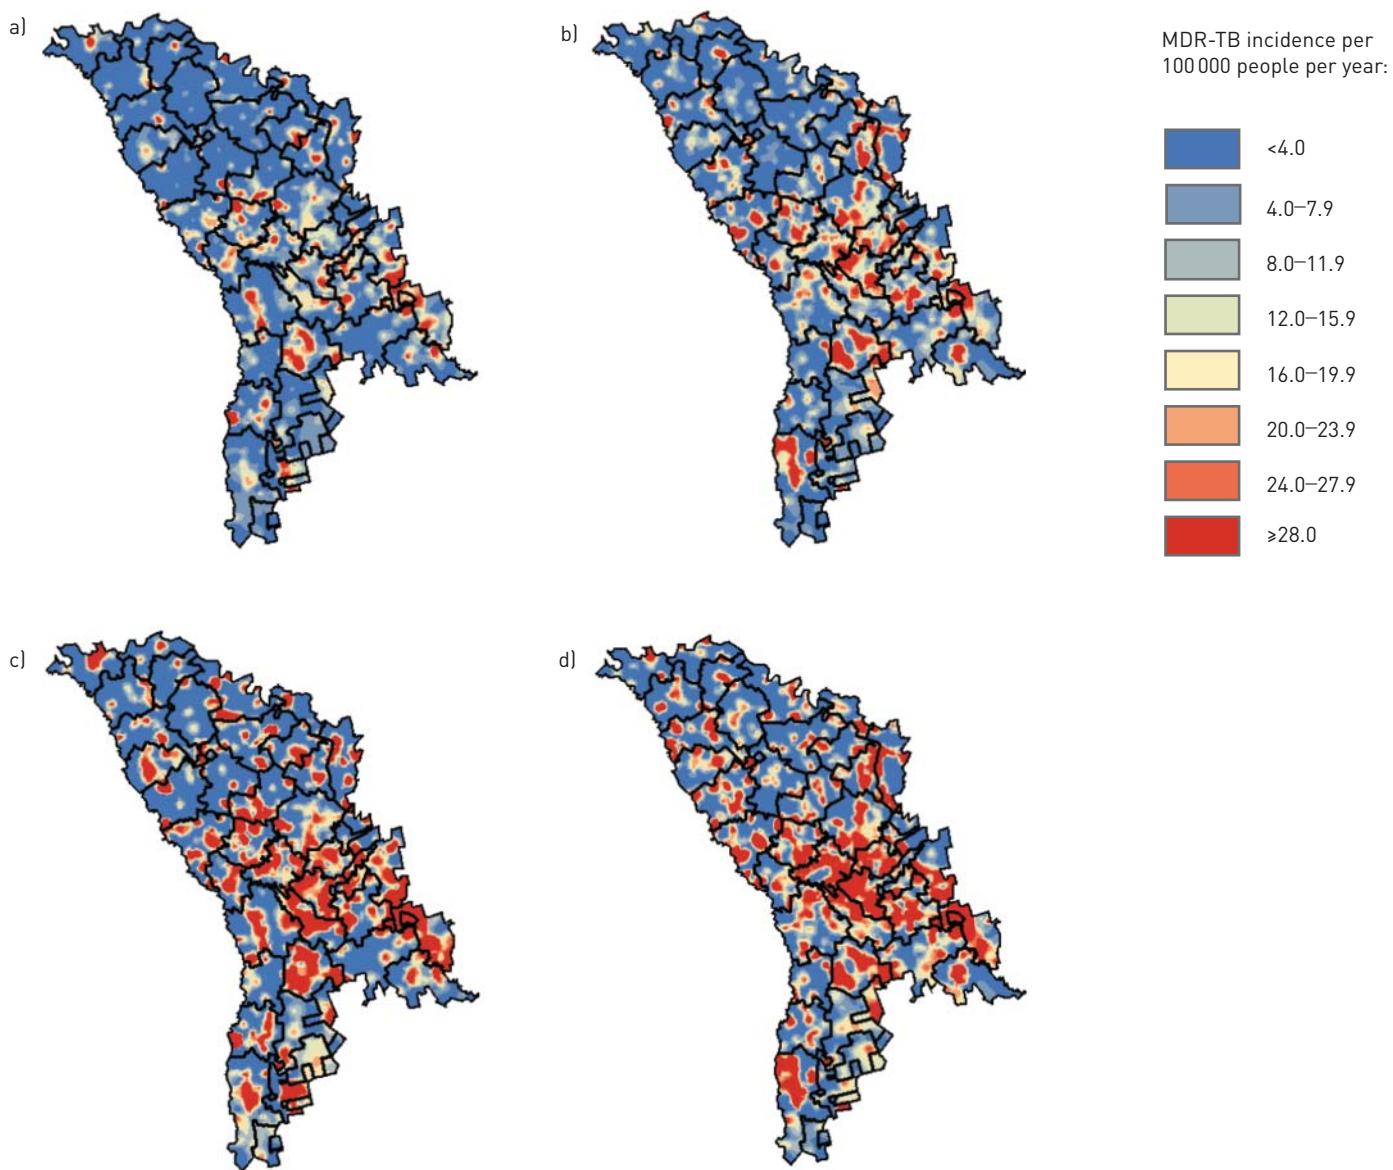 a)
b)
MDR-TB incidence per
100 000 people per year:
<4.0
4.0–7.9
8.0–11.9
12.0–15.9
16.0–19.9
20.0–23.9
24.0–27.9
⩾28.0
c)
d)